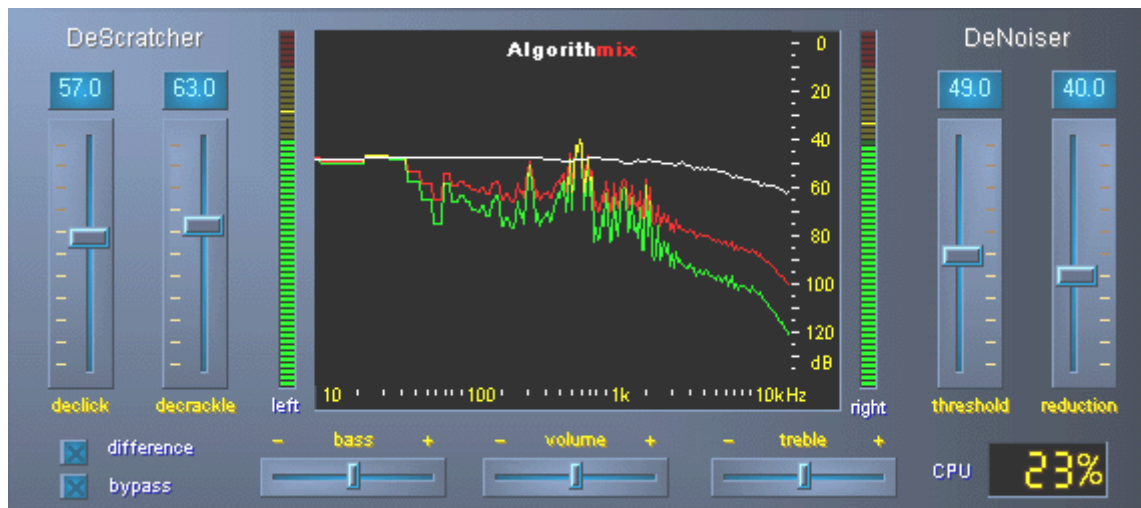 DeScratcher
Algorithmix
DeNoiser
57.0 63.0
49.0 40.0
0
20
40
60
80
100
120
dB
10 100 1k 10kHz
declick decrackle
left
right
threshold reduction
difference
bypass
– bass +
– volume +
– treble +
CPU 23%